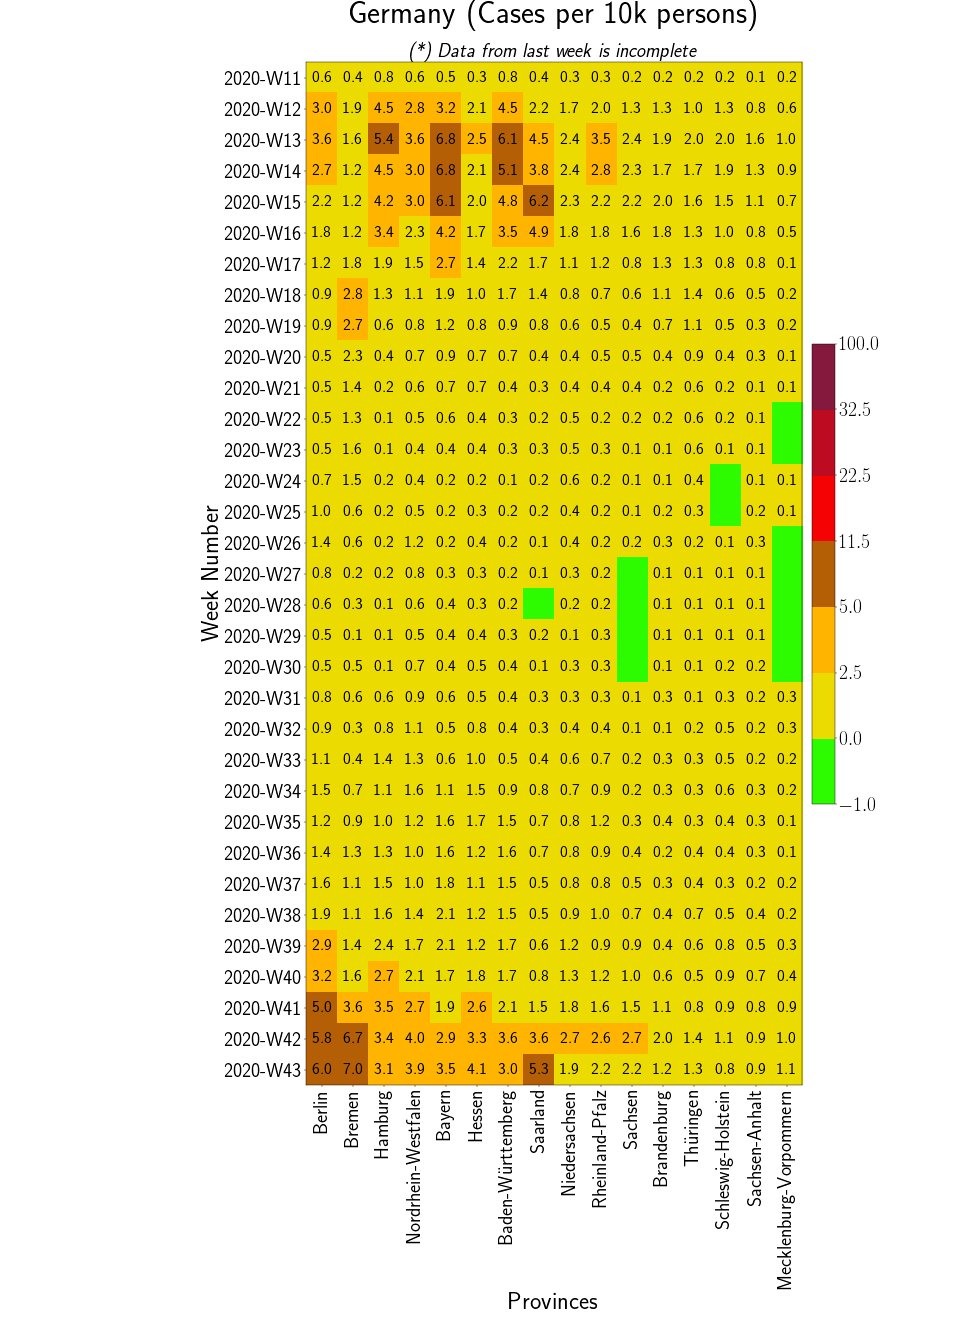 Germany (Cases per 10k persons)
(*) Data from last week is incomplete
2020-W11 0.6 0.4 0.8 0.6 0.5 0.3 0.8 0.4 0.3 0.3 0.2 0.2 0.2 0.2 0.1 0.2
2020-W12 3.0 1.9 4.5 2.8 3.2 2.1 4.5 2.2 1.7 2.0 1.3 1.3 1.0 1.3 0.8 0.6
2020-W13 3.6 1.6 5.4 3.6 6.8 2.5 6.1 4.5 2.4 3.5 2.4 1.9 2.0 2.0 1.6 1.0
2020-W14 2.7 1.2 4.5 3.0 6.8 2.1 5.1 3.8 2.4 2.8 2.3 1.7 1.7 1.9 1.3 0.9
2020-W15 2.2 1.2 4.2 3.0 6.1 2.0 4.8 6.2 2.3 2.2 2.2 2.0 1.6 1.5 1.1 0.7
2020-W16 1.8 1.2 3.4 2.3 4.2 1.7 3.5 4.9 1.8 1.8 1.6 1.8 1.3 1.0 0.8 0.5
2020-W17 1.2 1.8 1.9 1.5 2.7 1.4 2.2 1.7 1.1 1.2 0.8 1.3 1.3 0.8 0.8 0.1
2020-W18 0.9 2.8 1.3 1.1 1.9 1.0 1.7 1.4 0.8 0.7 0.6 1.1 1.4 0.6 0.5 0.2
2020-W19 0.9 2.7 0.6 0.8 1.2 0.8 0.9 0.8 0.6 0.5 0.4 0.7 1.1 0.5 0.3 0.2
2020-W20 0.5 2.3 0.4 0.7 0.9 0.7 0.7 0.4 0.4 0.5 0.5 0.4 0.9 0.4 0.3 0.1
2020-W21 0.5 1.4 0.2 0.6 0.7 0.7 0.4 0.3 0.4 0.4 0.4 0.2 0.6 0.2 0.1 0.1
2020-W22 0.5 1.3 0.1 0.5 0.6 0.4 0.3 0.2 0.5 0.2 0.2 0.2 0.6 0.2 0.1
2020-W23 0.5 1.6 0.1 0.4 0.4 0.4 0.3 0.3 0.5 0.3 0.1 0.1 0.6 0.1 0.1
2020-W24 0.7 1.5 0.2 0.4 0.2 0.2 0.1 0.2 0.6 0.2 0.1 0.1 0.4 0.1 0.1
2020-W25 1.0 0.6 0.2 0.5 0.2 0.3 0.2 0.2 0.4 0.2 0.1 0.2 0.3 0.2 0.1
2020-W26 1.4 0.6 0.2 1.2 0.2 0.4 0.2 0.1 0.4 0.2 0.2 0.3 0.2 0.1 0.3
2020-W27 0.8 0.2 0.2 0.8 0.3 0.3 0.2 0.1 0.3 0.2 0.1 0.1 0.1 0.1
2020-W28 0.6 0.3 0.1 0.6 0.4 0.3 0.2 0.2 0.2 0.1 0.1 0.1 0.1
2020-W29 0.5 0.1 0.1 0.5 0.4 0.4 0.3 0.2 0.1 0.3 0.1 0.1 0.1 0.1
2020-W30 0.5 0.5 0.1 0.7 0.4 0.5 0.4 0.1 0.3 0.3 0.1 0.1 0.2 0.2
2020-W31 0.8 0.6 0.6 0.9 0.6 0.5 0.4 0.3 0.3 0.3 0.1 0.3 0.1 0.3 0.2 0.3
2020-W32 0.9 0.3 0.8 1.1 0.5 0.8 0.4 0.3 0.4 0.4 0.1 0.1 0.2 0.5 0.2 0.3
2020-W33 1.1 0.4 1.4 1.3 0.6 1.0 0.5 0.4 0.6 0.7 0.2 0.3 0.3 0.5 0.2 0.2
2020-W34 1.5 0.7 1.1 1.6 1.1 1.5 0.9 0.8 0.7 0.9 0.2 0.3 0.3 0.6 0.3 0.2
2020-W35 1.2 0.9 1.0 1.2 1.6 1.7 1.5 0.7 0.8 1.2 0.3 0.4 0.3 0.4 0.3 0.1
2020-W36 1.4 1.3 1.3 1.0 1.6 1.2 1.6 0.7 0.8 0.9 0.4 0.2 0.4 0.4 0.3 0.1
2020-W37 1.6 1.1 1.5 1.0 1.8 1.1 1.5 0.5 0.8 0.8 0.5 0.3 0.4 0.3 0.2 0.2
2020-W38 1.9 1.1 1.6 1.4 2.1 1.2 1.5 0.5 0.9 1.0 0.7 0.4 0.7 0.5 0.4 0.2
2020-W39 2.9 1.4 2.4 1.7 2.1 1.2 1.7 0.6 1.2 0.9 0.9 0.4 0.6 0.8 0.5 0.3
2020-W40 3.2 1.6 2.7 2.1 1.7 1.8 1.7 0.8 1.3 1.2 1.0 0.6 0.5 0.9 0.7 0.4
2020-W41 5.0 3.6 3.5 2.7 1.9 2.6 2.1 1.5 1.8 1.6 1.5 1.1 0.8 0.9 0.8 0.9
2020-W42 5.8 6.7 3.4 4.0 2.9 3.3 3.6 3.6 2.7 2.6 2.7 2.0 1.4 1.1 0.9 1.0
2020-W43 6.0 7.0 3.1 3.9 3.5 4.1 3.0 5.3 1.9 2.2 2.2 1.2 1.3 0.8 0.9 1.1
Week Number
Berlin
Bremen
Hamburg
Nordrhein-Westfalen
Bayern
Hessen
Baden-Württemberg
Saarland
Niedersachsen
Rheinland-Pfalz
Sachsen
Brandenburg
Thüringen
Schleswig-Holstein
Sachsen-Anhalt
Mecklenburg-Vorpommern
Provinces
100.0
32.5
22.5
11.5
5.0
2.5
0.0
−1.0